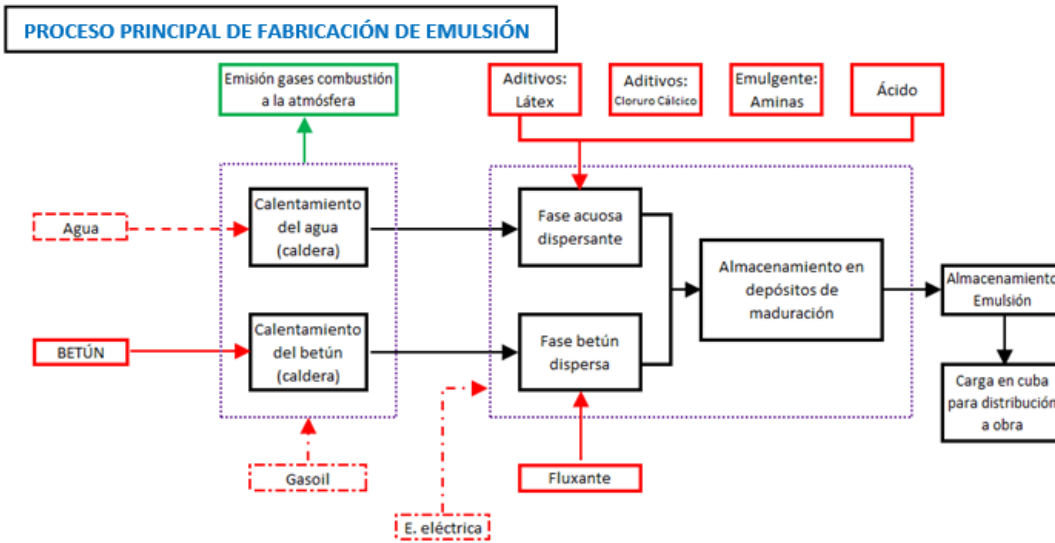 PROCESO PRINCIPAL DE FABRICACIÓN DE EMULSIÓN
Emisión gases combustión
a la atmósfera
Aditivos:
Látex
Aditivos:
Cloruro Cálcico
Emulgente:
Aminas
Ácido
Agua
Calentamiento
del agua
(caldera)
Fase acuosa
dispersante
Almacenamiento en
depósitos de
maduración
Almacenamiento
Emulsión
BETÚN
Calentamiento
del betún
(caldera)
Fase betún
dispersa
Carga en cuba
para distribución
a obra
Gasoil
Fluxante
E. eléctrica